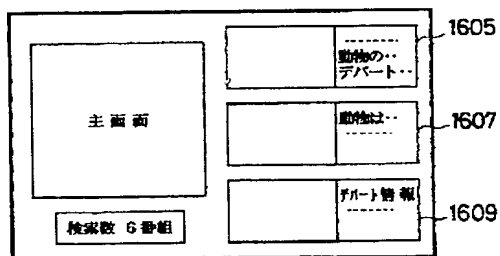 主画面
検索数 6番組
動物の‥
デパート‥
1605
動物は‥
1607
デパート情報
1609